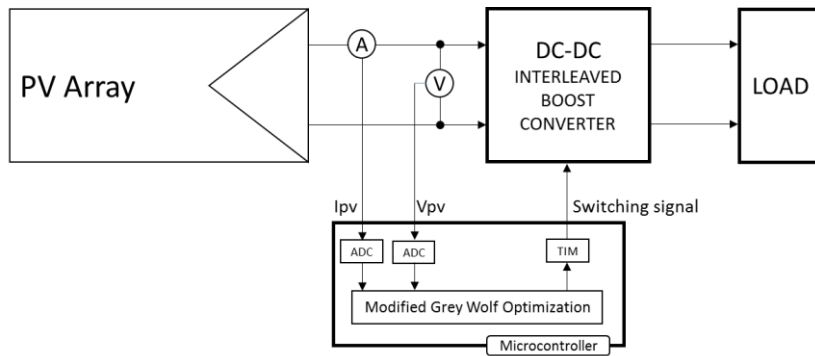 PV Array
A
V
DC-DC
INTERLEAVED
BOOST
CONVERTER
LOAD
Ipv
Vpv
Switching signal
ADC
ADC
TIM
Modified Grey Wolf Optimization
Microcontroller